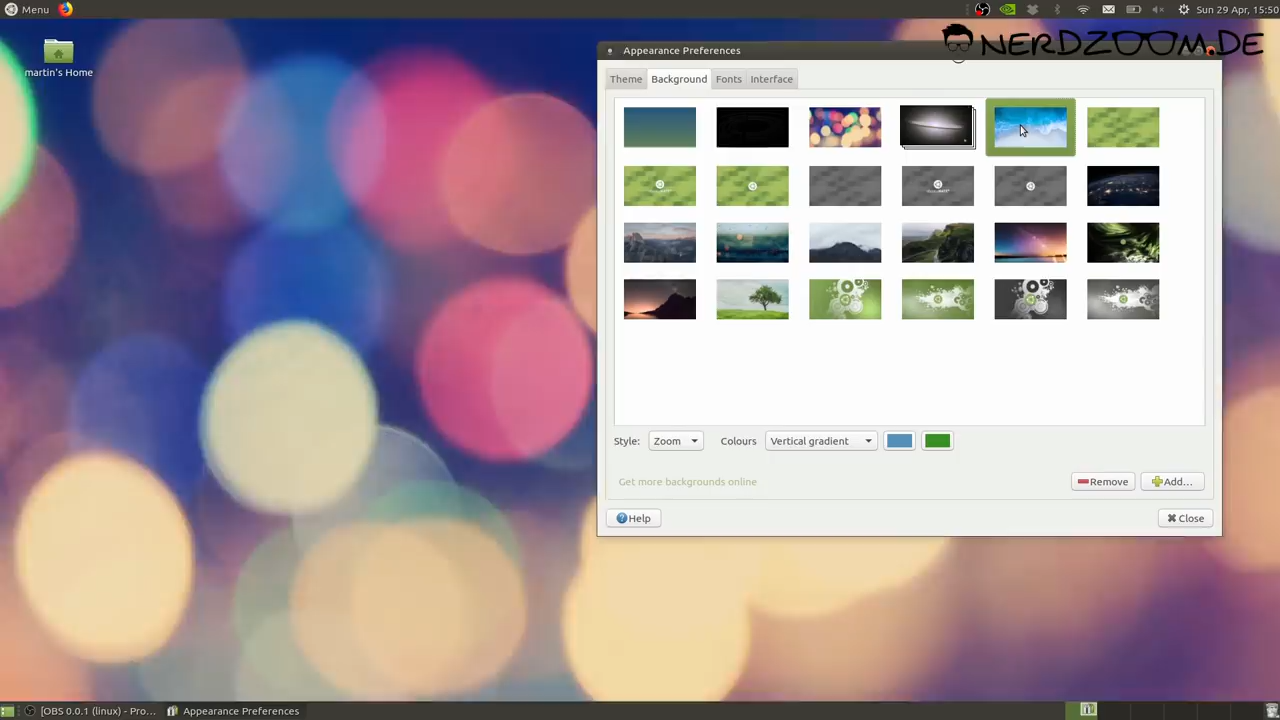 Menu
Sun 29 Apr, 15:50
NERDZOOM.DE
martin's Home
Appearance Preferences
Theme Background Fonts Interface
Style: Zoom Colours Vertical gradient
Get more backgrounds online
Remove Add...
Help Close
[OBS 0.0.1 (linux) - Pro... Appearance Preferences